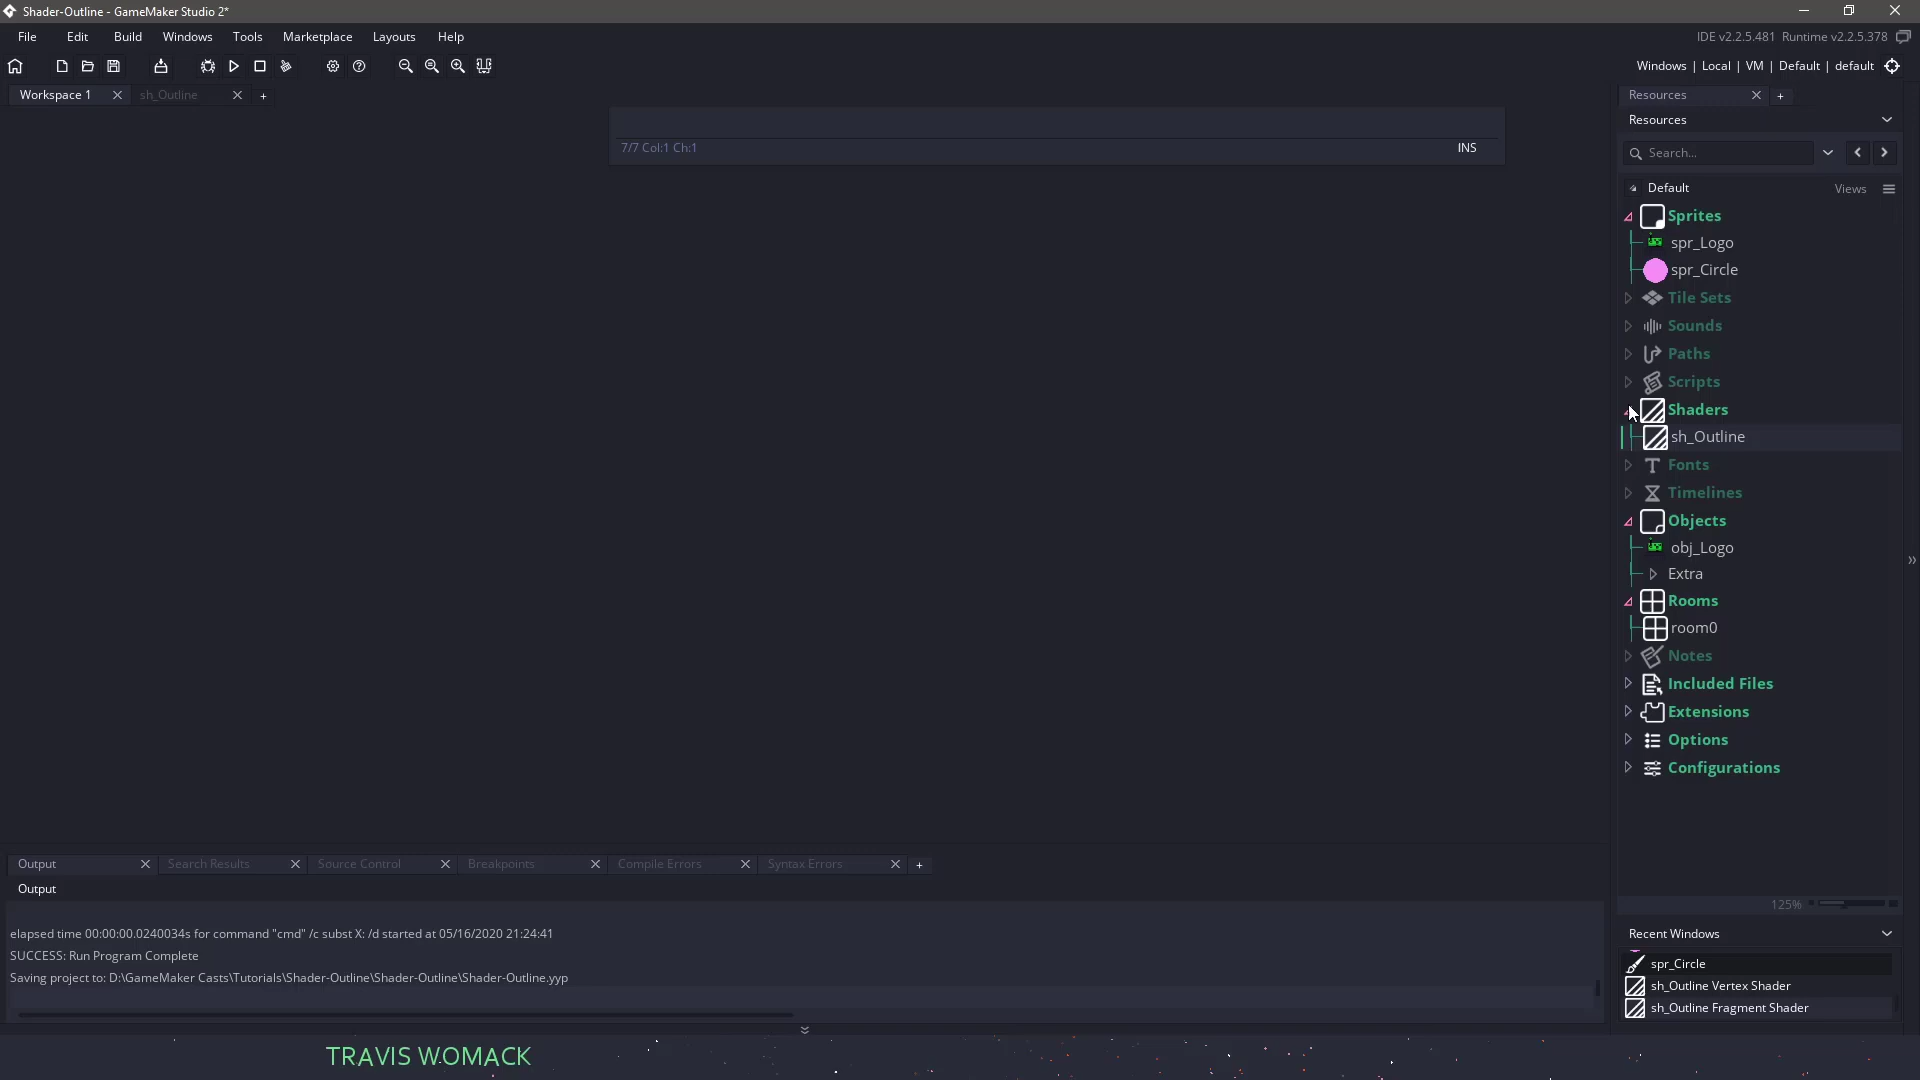 Shader-Outline - GameMaker Studio 2*
File Edit Build Windows Tools Marketplace Layouts Help
IDE v2.2.5.481 Runtime v2.2.5.378
Windows | Local | VM | Default | default
Workspace 1
sh_Outline
7/7 Col:1 Ch:1
INS
Resources
Resources
Search...
Default
Views
Sprites
spr_Logo
spr_Circle
Tile Sets
Sounds
Paths
Scripts
Shaders
sh_Outline
Fonts
Timelines
Objects
obj_Logo
Extra
Rooms
room0
Notes
Included Files
Extensions
Options
Configurations
125%
Recent Windows
spr_Circle
sh_Outline Vertex Shader
sh_Outline Fragment Shader
Output
Search Results
Source Control
Breakpoints
Compile Errors
Syntax Errors
Output
elapsed time 00:00:00.0240034s for command "cmd" /c subst X: /d started at 05/16/2020 21:24:41
SUCCESS: Run Program Complete
Saving project to: D:\GameMaker Casts\Tutorials\Shader-Outline\Shader-Outline\Shader-Outline.yyp
TRAVIS WOMACK